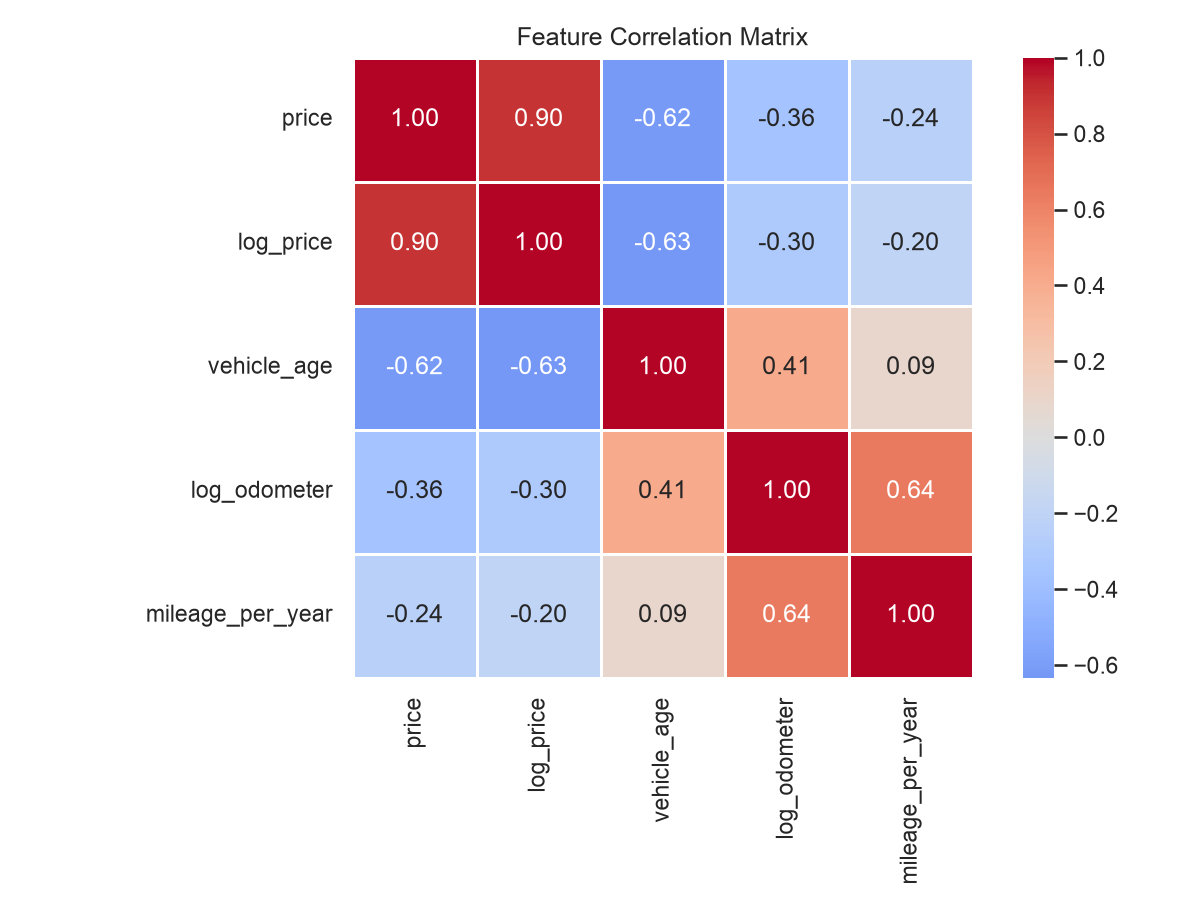 Feature Correlation Matrix
price 1.00 0.90 -0.62 -0.36 -0.24
log_price 0.90 1.00 -0.63 -0.30 -0.20
vehicle_age -0.62 -0.63 1.00 0.41 0.09
log_odometer -0.36 -0.30 0.41 1.00 0.64
mileage_per_year -0.24 -0.20 0.09 0.64 1.00
price
log_price
vehicle_age
log_odometer
mileage_per_year
1.0
0.8
0.6
0.4
0.2
0.0
−0.2
−0.4
−0.6